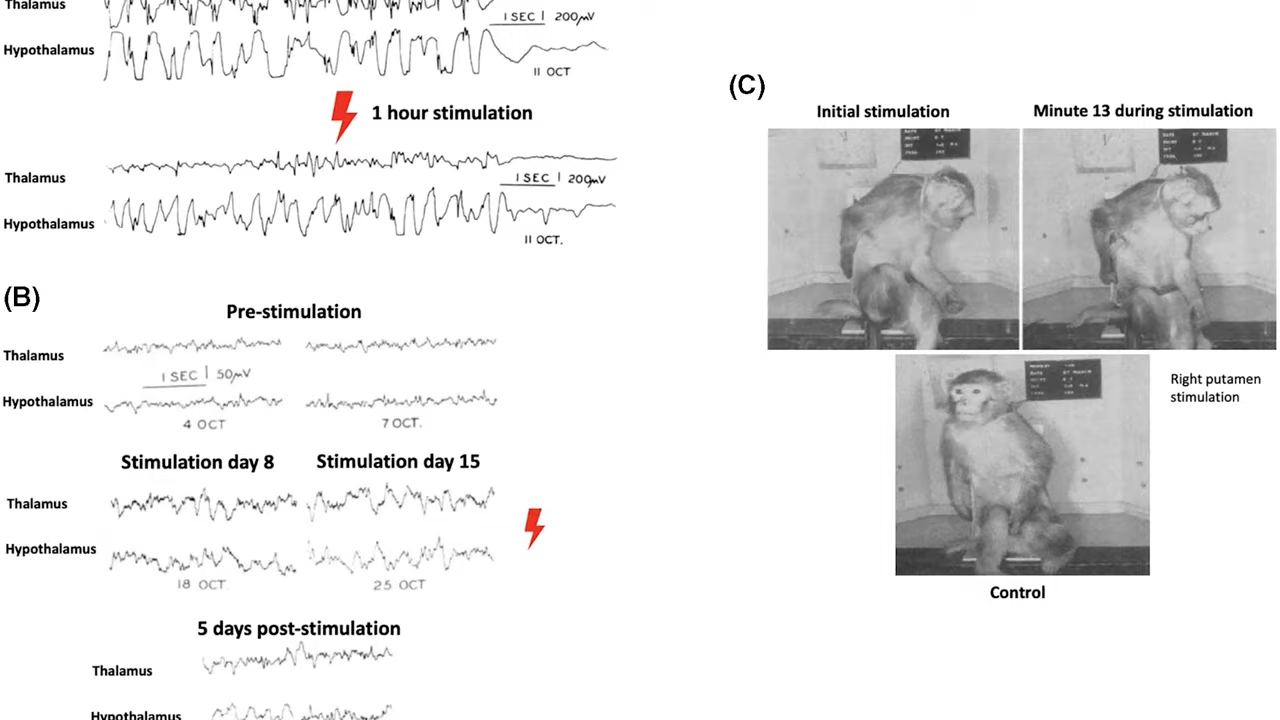 Thalamus
1 SEC 200µV
Hypothalamus
11 OCT
1 hour stimulation
Thalamus
1 SEC 200µV
Hypothalamus
11 OCT.
(B)
Pre-stimulation
Thalamus
1 SEC 50µV
Hypothalamus
4 OCT
7 OCT.
Stimulation day 8
Stimulation day 15
Thalamus
Hypothalamus
18 OCT.
25 OCT
5 days post-stimulation
Thalamus
Hypothalamus
(C)
Initial stimulation
Minute 13 during stimulation
Right putamen
stimulation
Control